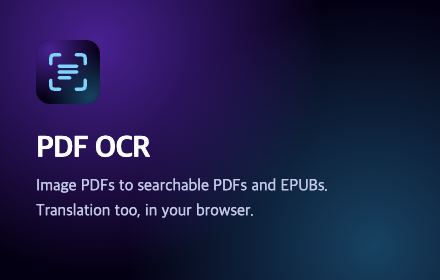 PDF OCR
Image PDFs to searchable PDFs and EPUBs.
Translation too, in your browser.